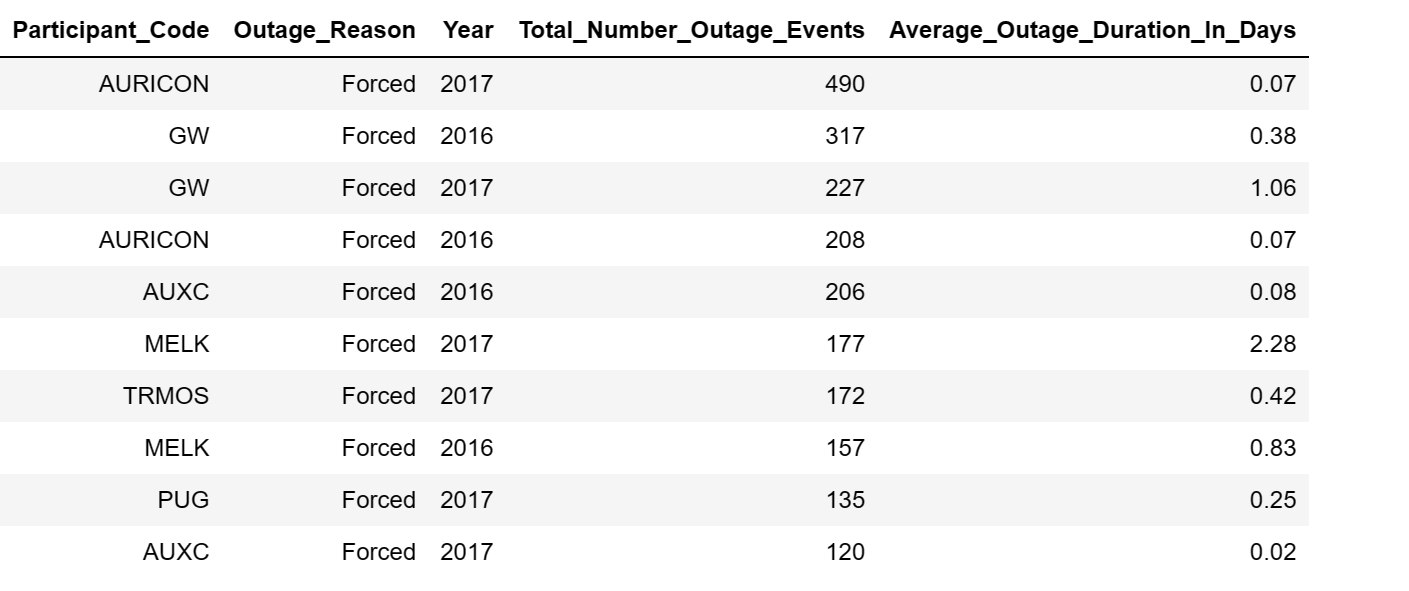 Participant_Code Outage_Reason Year Total_Number_Outage_Events Average_Outage_Duration_In_Days
AURICON Forced 2017 490 0.07
GW Forced 2016 317 0.38
GW Forced 2017 227 1.06
AURICON Forced 2016 208 0.07
AUXC Forced 2016 206 0.08
MELK Forced 2017 177 2.28
TRMOS Forced 2017 172 0.42
MELK Forced 2016 157 0.83
PUG Forced 2017 135 0.25
AUXC Forced 2017 120 0.02